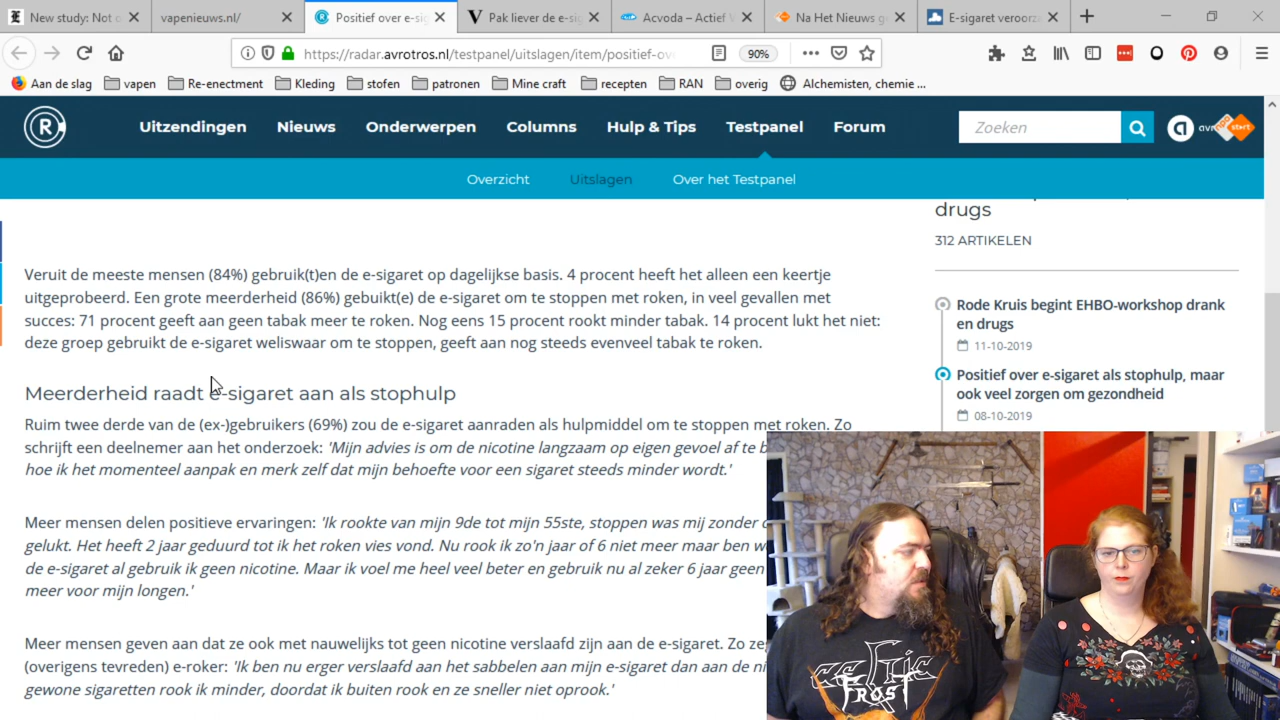 New study: Not o
vapenieuws.nl/
Positief over e-sig
Pak liever de e-sig
Acvoda – Actief V
Na Het Nieuws g
E-sigaret veroorza
https://radar.avrotros.nl/testpanel/uitslagen/item/positief-ov
90%
Aan de slag
vapen
Re-enectment
Kleding
stofen
patronen
Mine craft
recepten
RAN
overig
Alchemisten, chemie ...
R
Uitzendingen
Nieuws
Onderwerpen
Columns
Hulp & Tips
Testpanel
Forum
Zoeken
avr
start
Overzicht
Uitslagen
Over het Testpanel
Veruit de meeste mensen (84%) gebruik(t)en de e-sigaret op dagelijkse basis. 4 procent heeft het alleen een keertje
uitgeprobeerd. Een grote meerderheid (86%) gebuikt(e) de e-sigaret om te stoppen met roken, in veel gevallen met
succes: 71 procent geeft aan geen tabak meer te roken. Nog eens 15 procent rookt minder tabak. 14 procent lukt het niet:
deze groep gebruikt de e-sigaret weliswaar om te stoppen, geeft aan nog steeds evenveel tabak te roken.
Meerderheid raadt e-sigaret aan als stophulp
Ruim twee derde van de (ex-)gebruikers (69%) zou de e-sigaret aanraden als hulpmiddel om te stoppen met roken. Zo
schrijft een deelnemer aan het onderzoek: 'Mijn advies is om de nicotine langzaam op eigen gevoel af te b
hoe ik het momenteel aanpak en merk zelf dat mijn behoefte voor een sigaret steeds minder wordt.'
Meer mensen delen positieve ervaringen: 'Ik rookte van mijn 9de tot mijn 55ste, stoppen was mij zonder
gelukt. Het heeft 2 jaar geduurd tot ik het roken vies vond. Nu rook ik zo'n jaar of 6 niet meer maar ben w
de e-sigaret al gebruik ik geen nicotine. Maar ik voel mij heel veel beter en gebruik nu al zeker 6 jaar geen
meer voor mijn longen.'
Meer mensen geven aan dat ze ook met nauwelijks tot geen nicotine verslaafd zijn aan de e-sigaret. Zo ze
(overigens tevreden) e-roker: 'Ik ben nu erger verslaafd aan het sabbelen aan mijn e-sigaret dan aan de ni
gewone sigaretten rook ik minder, doordat ik buiten rook en ze sneller niet oprook.'
drugs
312 ARTIKELEN
Rode Kruis begint EHBO-workshop drank
en drugs
11-10-2019
Positief over e-sigaret als stophulp, maar
ook veel zorgen om gezondheid
08-10-2019
CELTIC
FROST